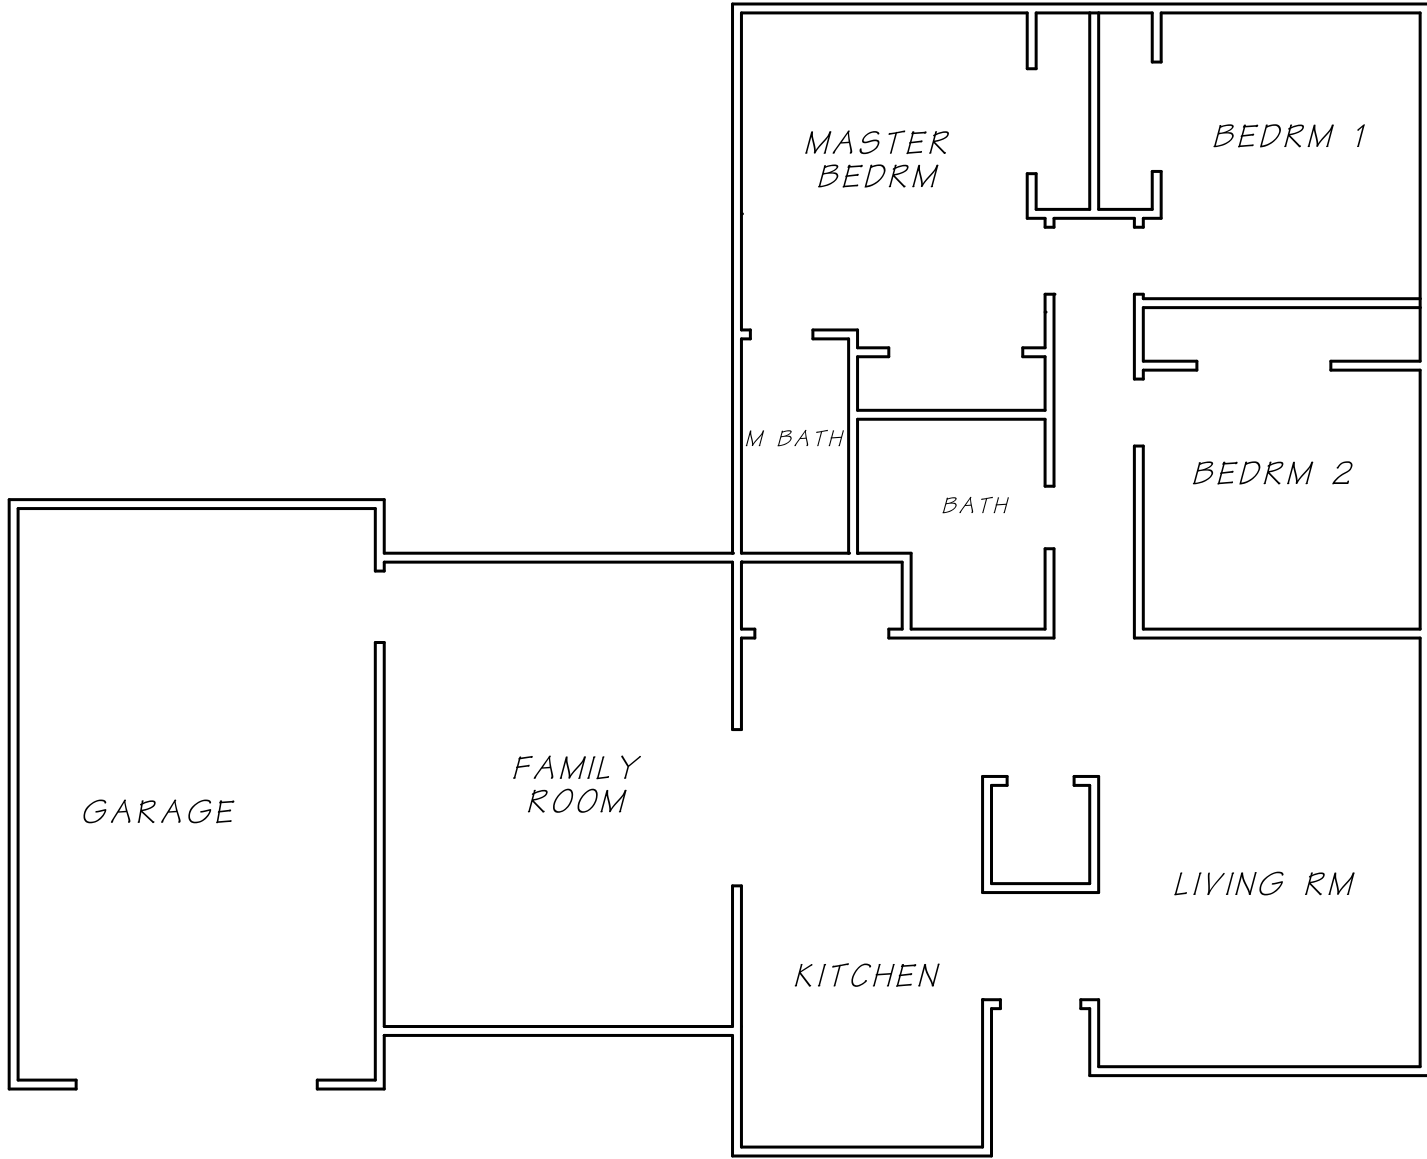 MASTER
BEDRM
BEDRM 1
M BATH
BEDRM 2
BATH
FAMILY
ROOM
GARAGE
LIVING RM
KITCHEN